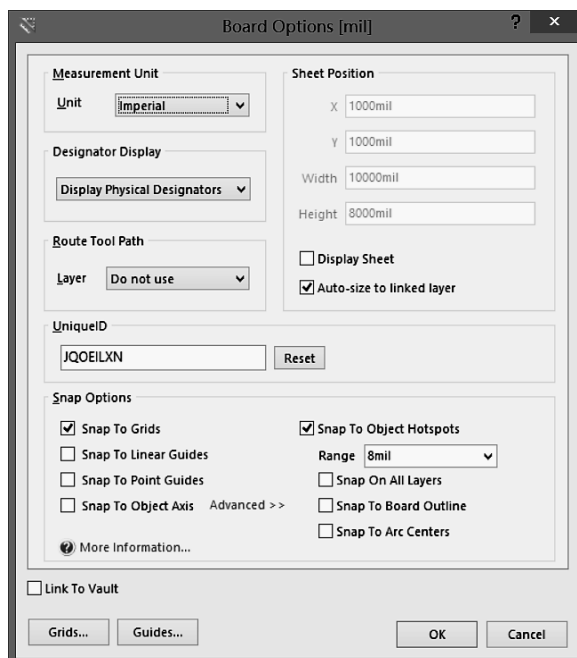 Board Options [mil]
?
x
Measurement Unit
Unit
Imperial
Designator Display
Display Physical Designators
Route Tool Path
Layer
Do not use
Sheet Position
X
1000mil
Y
1000mil
Width
10000mil
Height
8000mil
Display Sheet
Auto-size to linked layer
UniqueID
JQOEILXN
Reset
Snap Options
Snap To Grids
Snap To Linear Guides
Snap To Point Guides
Snap To Object Axis
Advanced >>
? More Information...
Snap To Object Hotspots
Range
8mil
Snap On All Layers
Snap To Board Outline
Snap To Arc Centers
Link To Vault
Grids...
Guides...
OK
Cancel